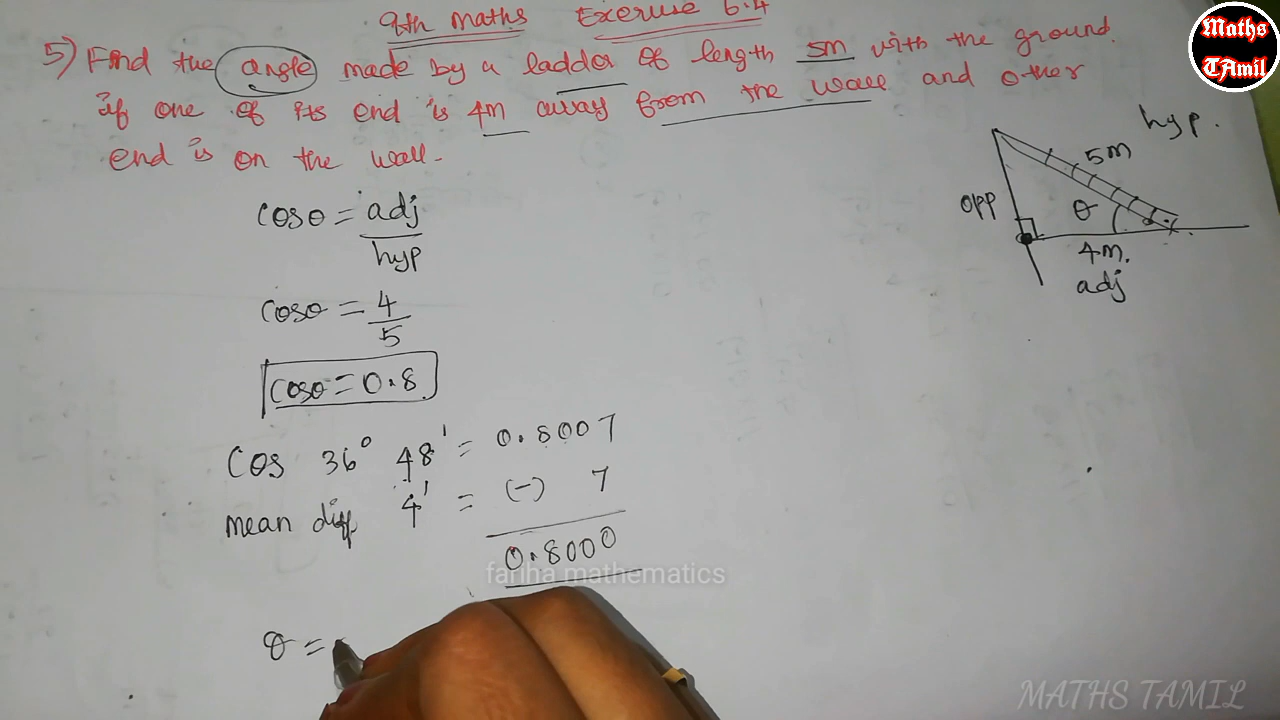 9th maths Exercise 6.4
5) Find the angle made by a ladder of length 5m with the ground
if one of its end is 4m away from the wall and other
end is on the wall.
cosθ = adj/hyp
cosθ = 4/5
cosθ = 0.8
cos 36° 48' = 0.8007
mean diff 4' = (-) 7
0.8000
θ =
hyp.
5m
opp
θ
4m.
adj
Maths
TAmil
fariha mathematics
MATHS TAMIL